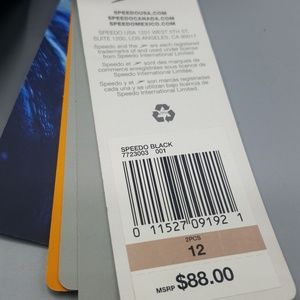 SPEEDOUSA.COM
SPEEDOCANADA.COM
SPEEDOMEXICO.COM
SPEEDO USA 1201 WEST 5TH ST,
SUITE 1200, LOS ANGELES, CA 90017
Speedo and the are each registered
trademarks of and used under licence from
Speedo International Limited.
Speedo et sont des marques de
commerce enregistrées sous licence de
Speedo International Limitée.
Speedo y el son marcas registradas
cada una y se utilizan bajo licencia de
Speedo International Limited.
SPEEDO BLACK
7723003 001
0 11527 09192 1
2PCS
12
MSRP $88.00